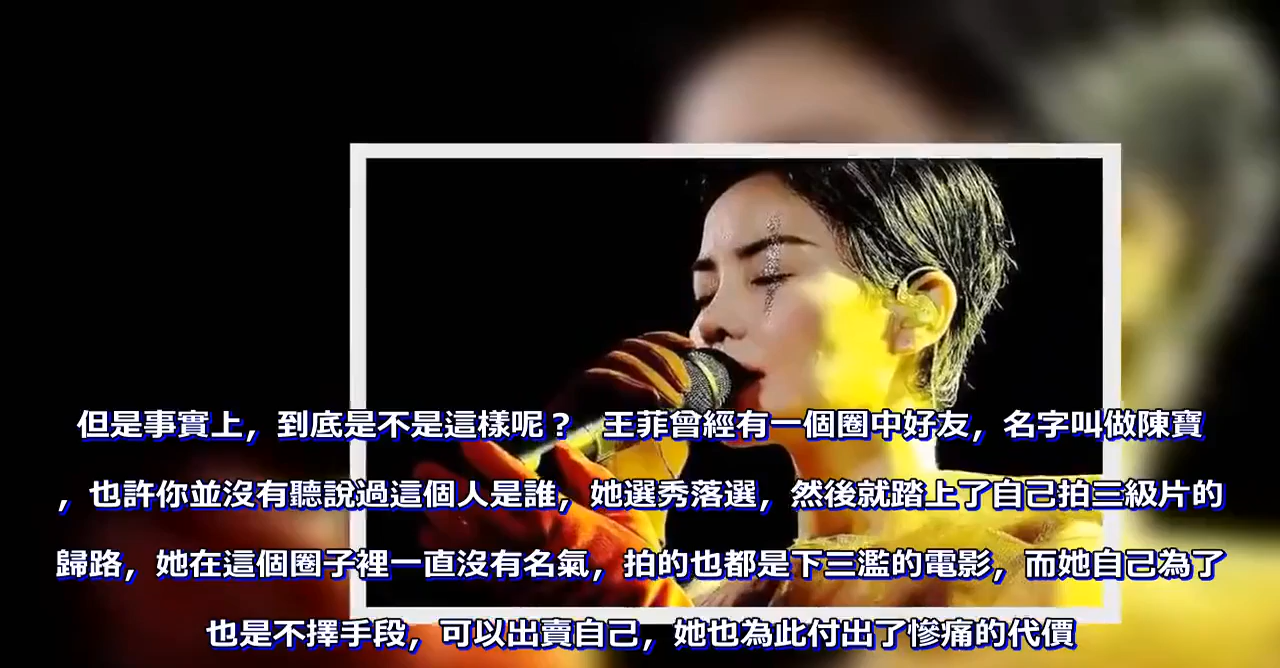 但是事實上，到底是不是這樣呢？ 王菲曾經有一個圈中好友，名字叫做陳寶
，也許你並沒有聽說過這個人是誰，她選秀落選，然後就踏上了自己拍三級片的
歸路，她在這個圈子裡一直沒有名氣，拍的也都是下三濫的電影，而她自己為了
也是不擇手段，可以出賣自己，她也為此付出了慘痛的代價